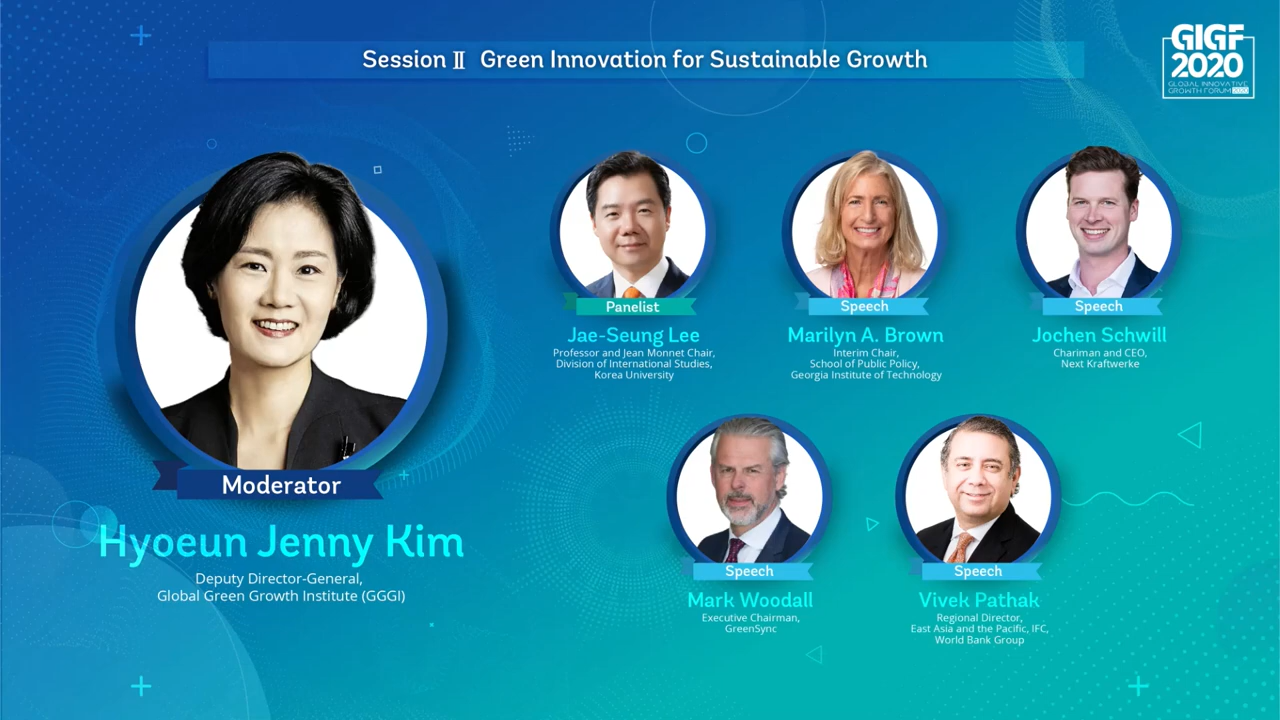 Session Ⅱ Green Innovation for Sustainable Growth
GIGF
2020
GLOBAL INNOVATIVE
GROWTH FORUM 2020
Moderator
Hyoeun Jenny Kim
Deputy Director-General,
Global Green Growth Institute (GGGI)
Panelist
Jae-Seung Lee
Professor and Jean Monnet Chair,
Division of International Studies,
Korea University
Speech
Marilyn A. Brown
Interim Chair,
School of Public Policy,
Georgia Institute of Technology
Speech
Jochen Schwill
Chariman and CEO,
Next Kraftwerke
Speech
Mark Woodall
Executive Chairman,
GreenSync
Speech
Vivek Pathak
Regional Director,
East Asia and the Pacific, IFC,
World Bank Group